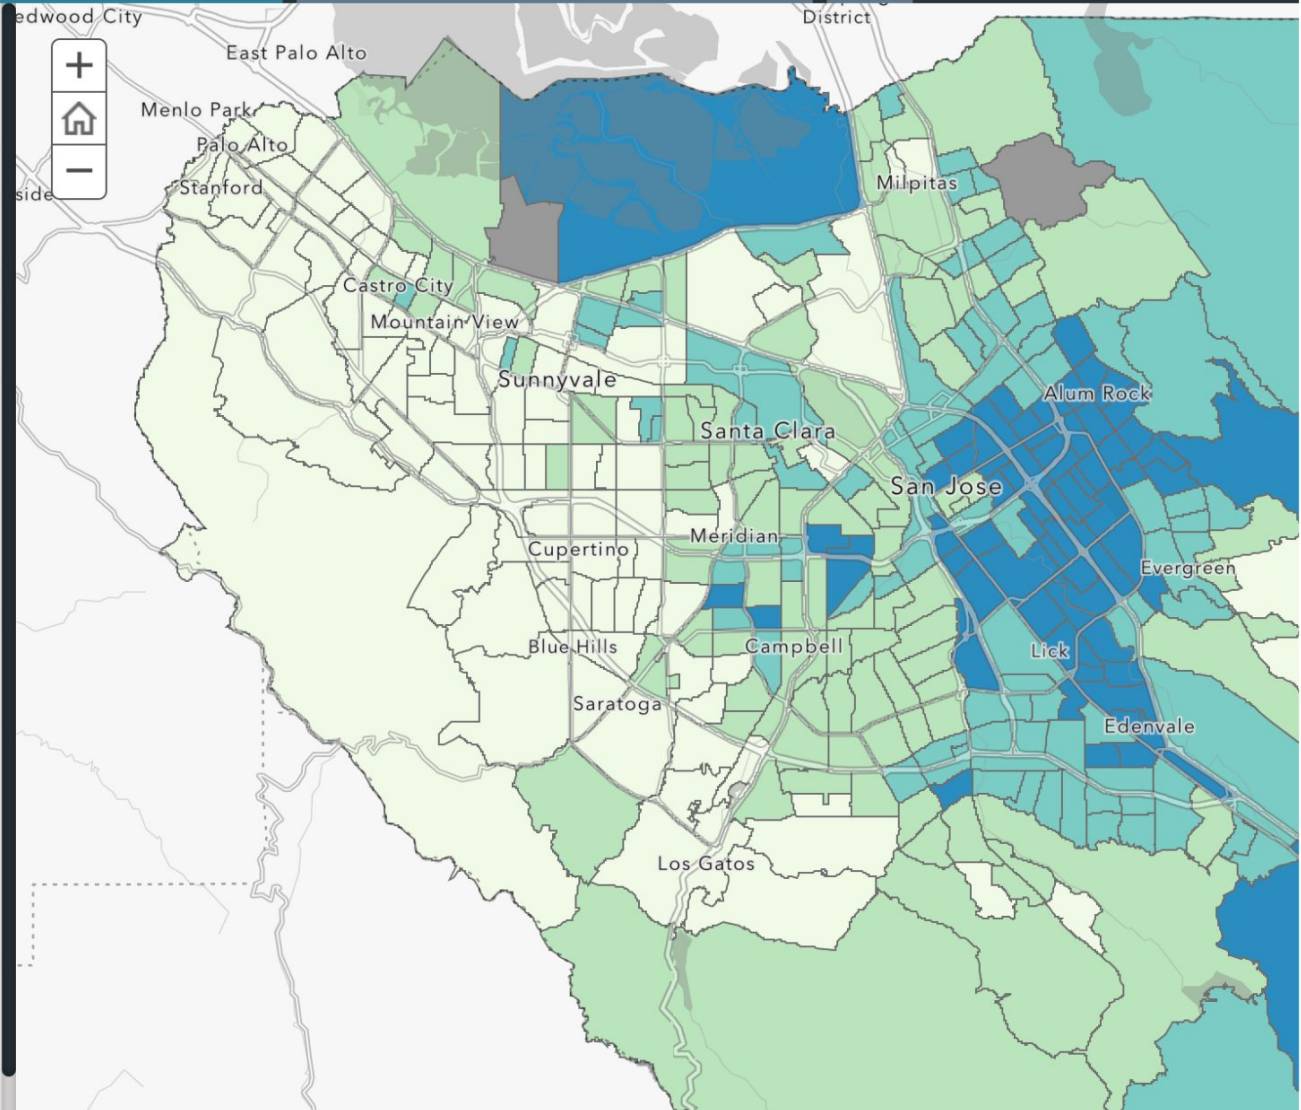 edwood City
District
East Palo Alto
+
Menlo Park
Palo Alto
−
Stanford
side
Milpitas
Castro City
Mountain View
Sunnyvale
Alum Rock
Santa Clara
San Jose
Meridian
Cupertino
Evergreen
Blue Hills
Campbell
Lick
Saratoga
Edenvale
Los Gatos